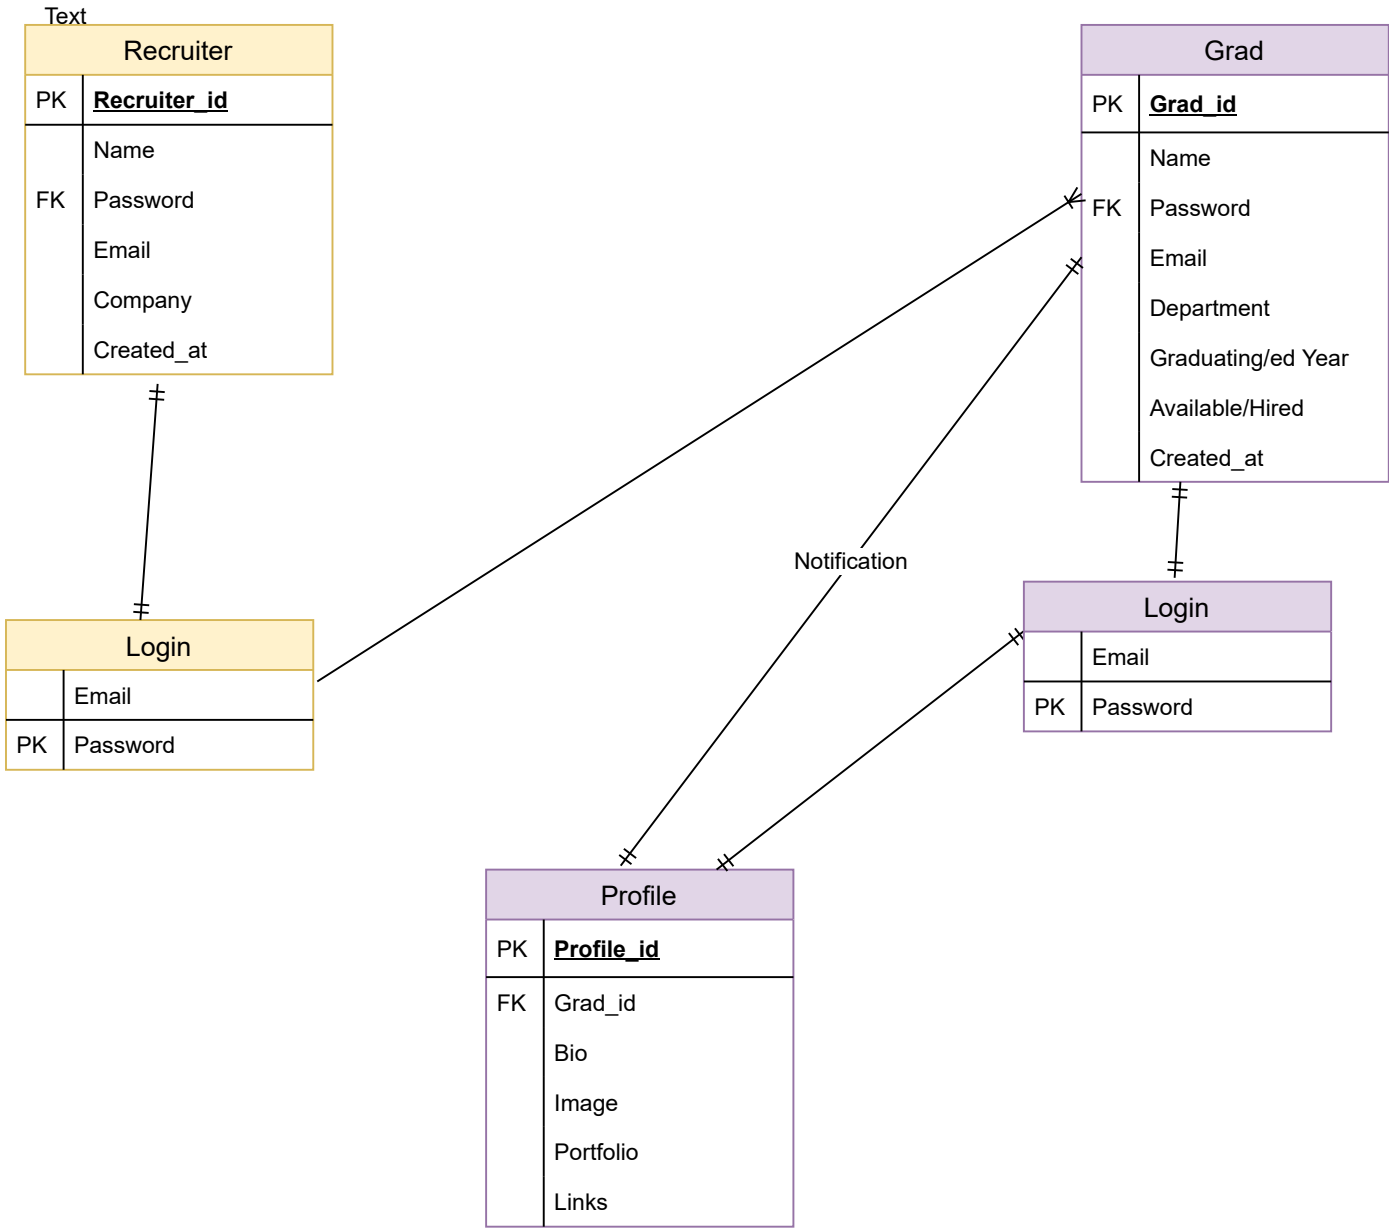 Text
Recruiter
PK Recruiter_id
Name
FK Password
Email
Company
Created_at
Grad
PK Grad_id
Name
FK Password
Email
Department
Graduating/ed Year
Available/Hired
Created_at
Notification
Login
Email
PK Password
Login
Email
PK Password
Profile
PK Profile_id
FK Grad_id
Bio
Image
Portfolio
Links